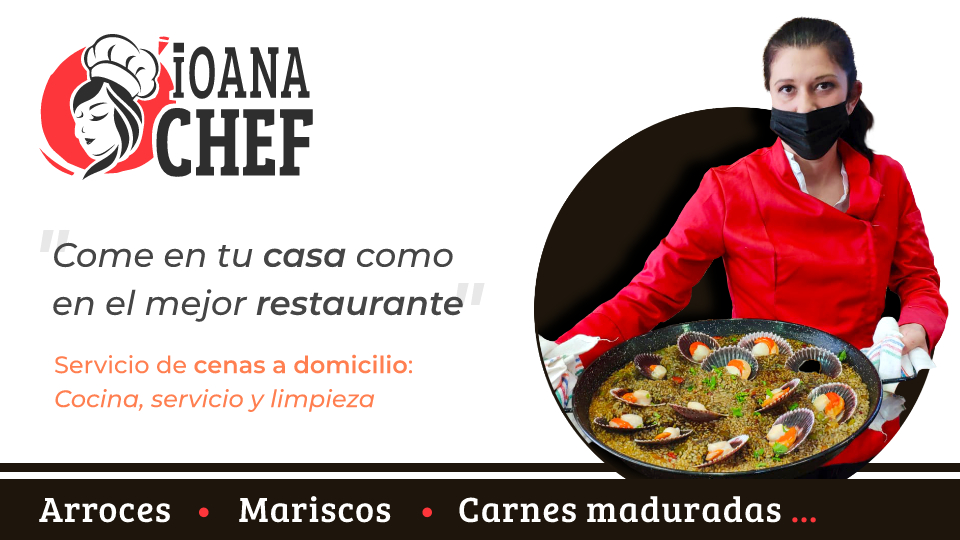 iOANA
CHEF
"Come en tu casa como
en el mejor restaurante"
Servicio de cenas a domicilio:
Cocina, servicio y limpieza
Arroces • Mariscos • Carnes maduradas ...